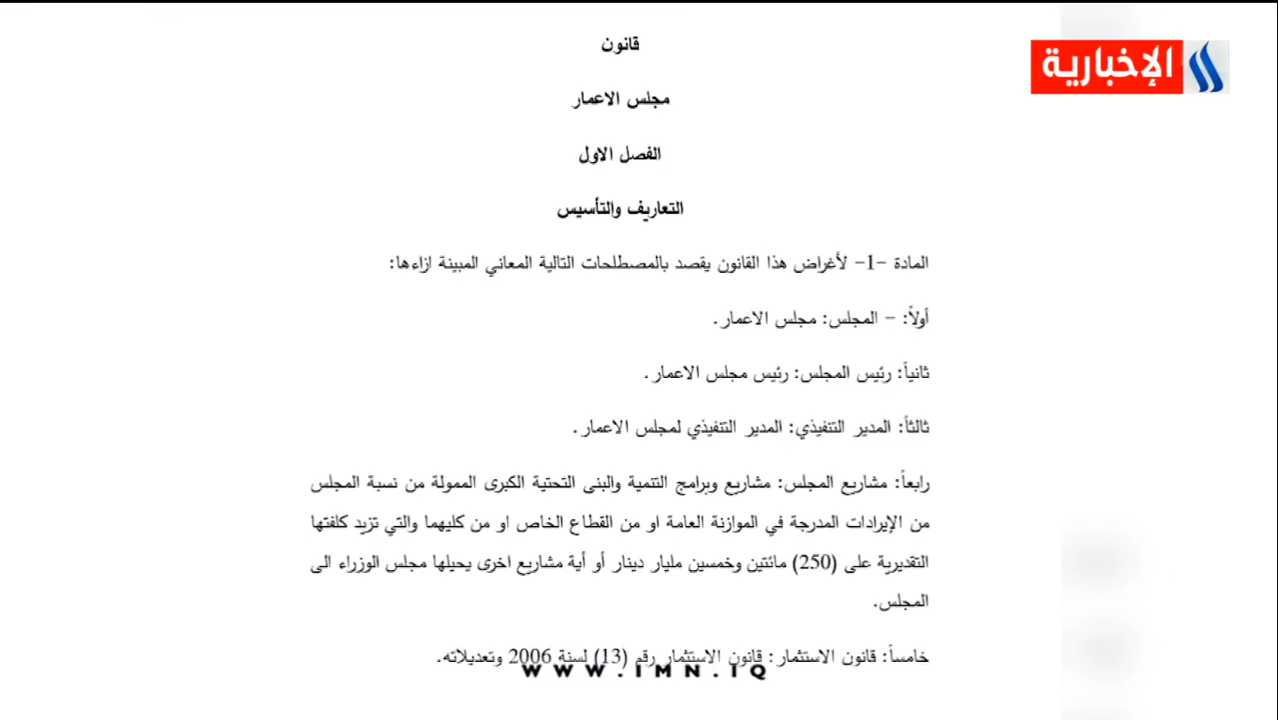 الإخبارية
قانون
مجلس الاعمار
الفصل الاول
التعاريف والتأسيس
المادة -1- لأغراض هذا القانون يقصد بالمصطلحات التالية المعاني المبينة ازاءها:
أولاً: - المجلس: مجلس الاعمار.
ثانياً: رئيس المجلس: رئيس مجلس الاعمار.
ثالثاً: المدير التنفيذي: المدير التنفيذي لمجلس الاعمار.
رابعاً: مشاريع المجلس: مشاريع وبرامج التنمية والبنى التحتية الكبرى الممولة من نسبة المجلس
من الإيرادات المدرجة في الموازنة العامة او من القطاع الخاص او من كليهما والتي تزيد كلفتها
التقديرية على (250) مائتين وخمسين مليار دينار أو أية مشاريع اخرى يحيلها مجلس الوزراء الى
المجلس.
خامساً: قانون الاستثمار: قانون الاستثمار رقم (13) لسنة 2006 وتعديلاته.
WWW.IMN.IQ